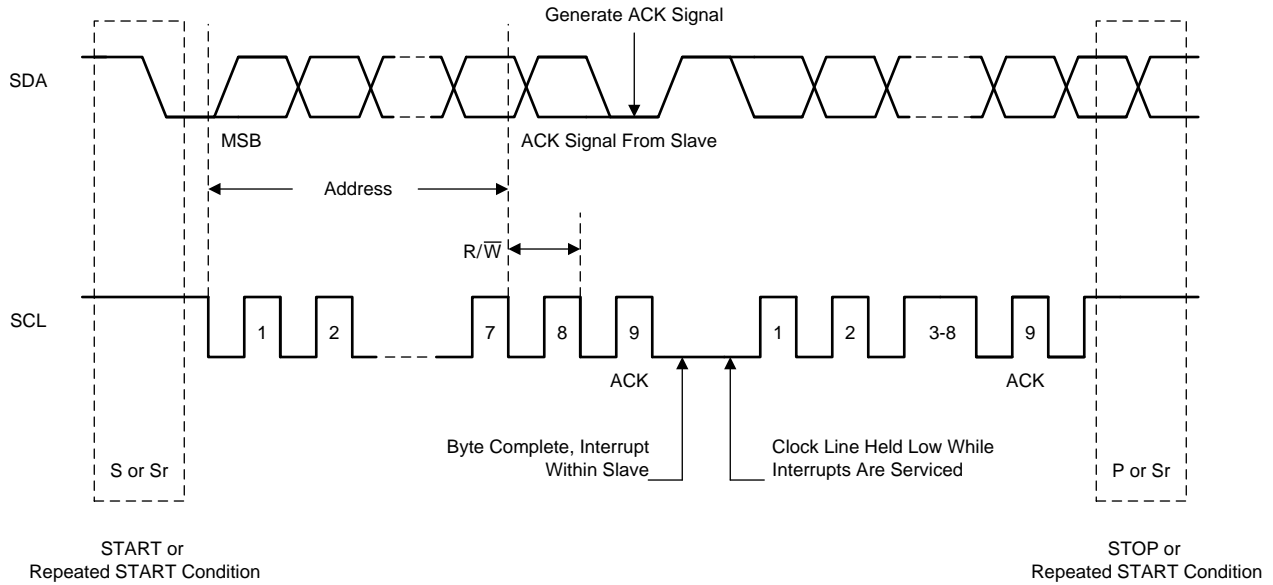 Generate ACK Signal
SDA
MSB
ACK Signal From Slave
Address
R/W̅
SCL
1
2
7
8
9
1
2
3-8
9
ACK
ACK
Byte Complete, Interrupt
Within Slave
Clock Line Held Low While
Interrupts Are Serviced
S or Sr
P or Sr
START or
Repeated START Condition
STOP or
Repeated START Condition